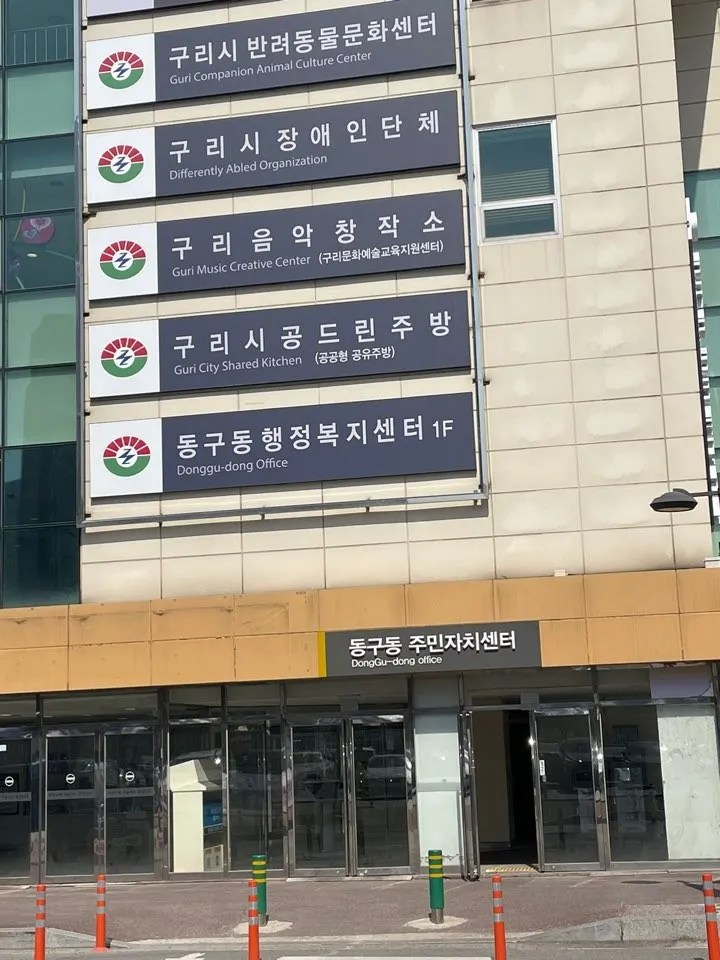 구리시 반려동물문화센터
Guri Companion Animal Culture Center
구리시장애인단체
Differently Abled Organization
구리음악창작소
Guri Music Creative Center (구리문화예술교육지원센터)
구리시공드린주방
Guri City Shared Kitchen (공공형 공유주방)
동구동행정복지센터 1F
Donggu-dong Office
동구동 주민자치센터
DongGu-dong office